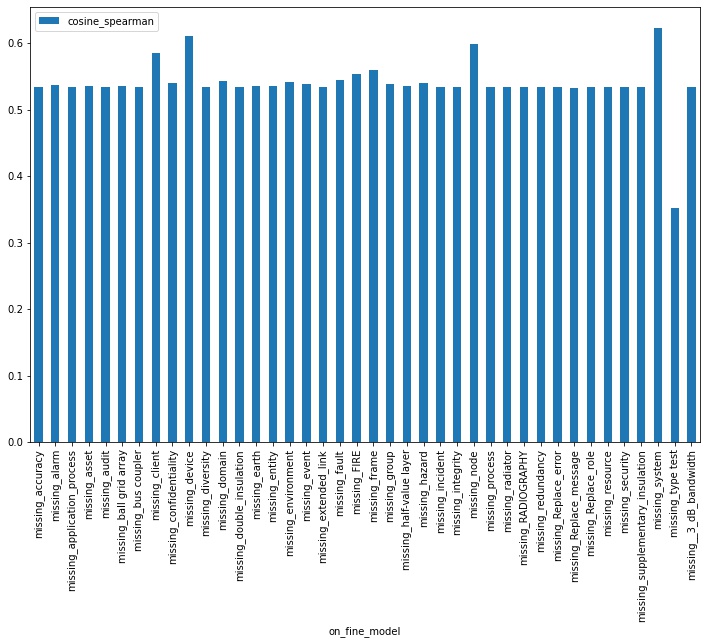 cosine_spearman
0.6
0.5
0.4
0.3
0.2
0.1
0.0
missing_accuracy
missing_alarm
missing_application_process
missing_asset
missing_audit
missing_ball grid array
missing_bus coupler
missing_client
missing_confidentiality
missing_device
missing_diversity
missing_domain
missing_double_insulation
missing_earth
missing_entity
missing_environment
missing_event
missing_extended_link
missing_fault
missing_FIRE
missing_frame
missing_group
missing_half-value layer
missing_hazard
missing_incident
missing_integrity
missing_node
missing_process
missing_radiator
missing_RADIOGRAPHY
missing_redundancy
missing_Replace_error
missing_Replace_message
missing_Replace_role
missing_resource
missing_security
missing_supplementary_insulation
missing_system
missing_type test
missing__3_dB_bandwidth
on_fine_model